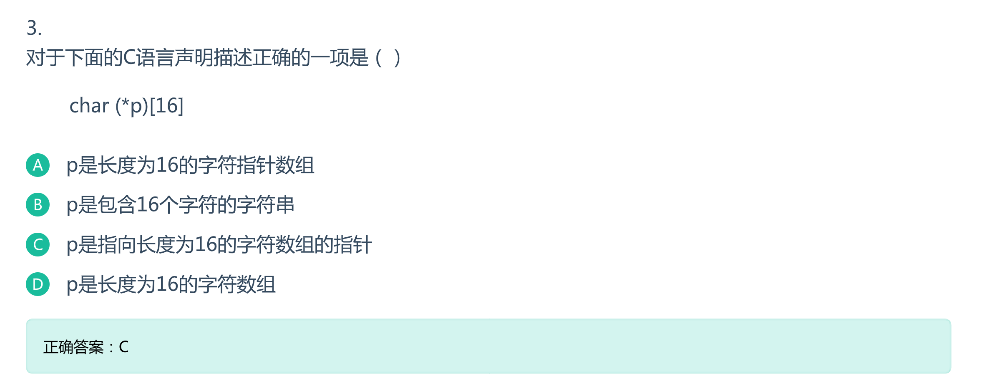 3.
对于下面的C语言声明描述正确的一项是（ ）
char (*p)[16]
A p是长度为16的字符指针数组
B p是包含16个字符的字符串
C p是指向长度为16的字符数组的指针
D p是长度为16的字符数组
正确答案：C